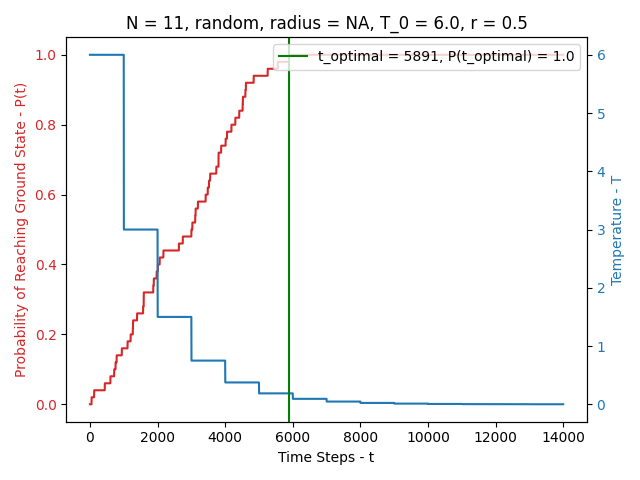 N = 11, random, radius = NA, T_0 = 6.0, r = 0.5
t_optimal = 5891, P(t_optimal) = 1.0
Probability of Reaching Ground State - P(t)
1.0
0.8
0.6
0.4
0.2
0.0
6
5
4
3
2
1
0
Temperature - T
0 2000 4000 6000 8000 10000 12000 14000
Time Steps - t